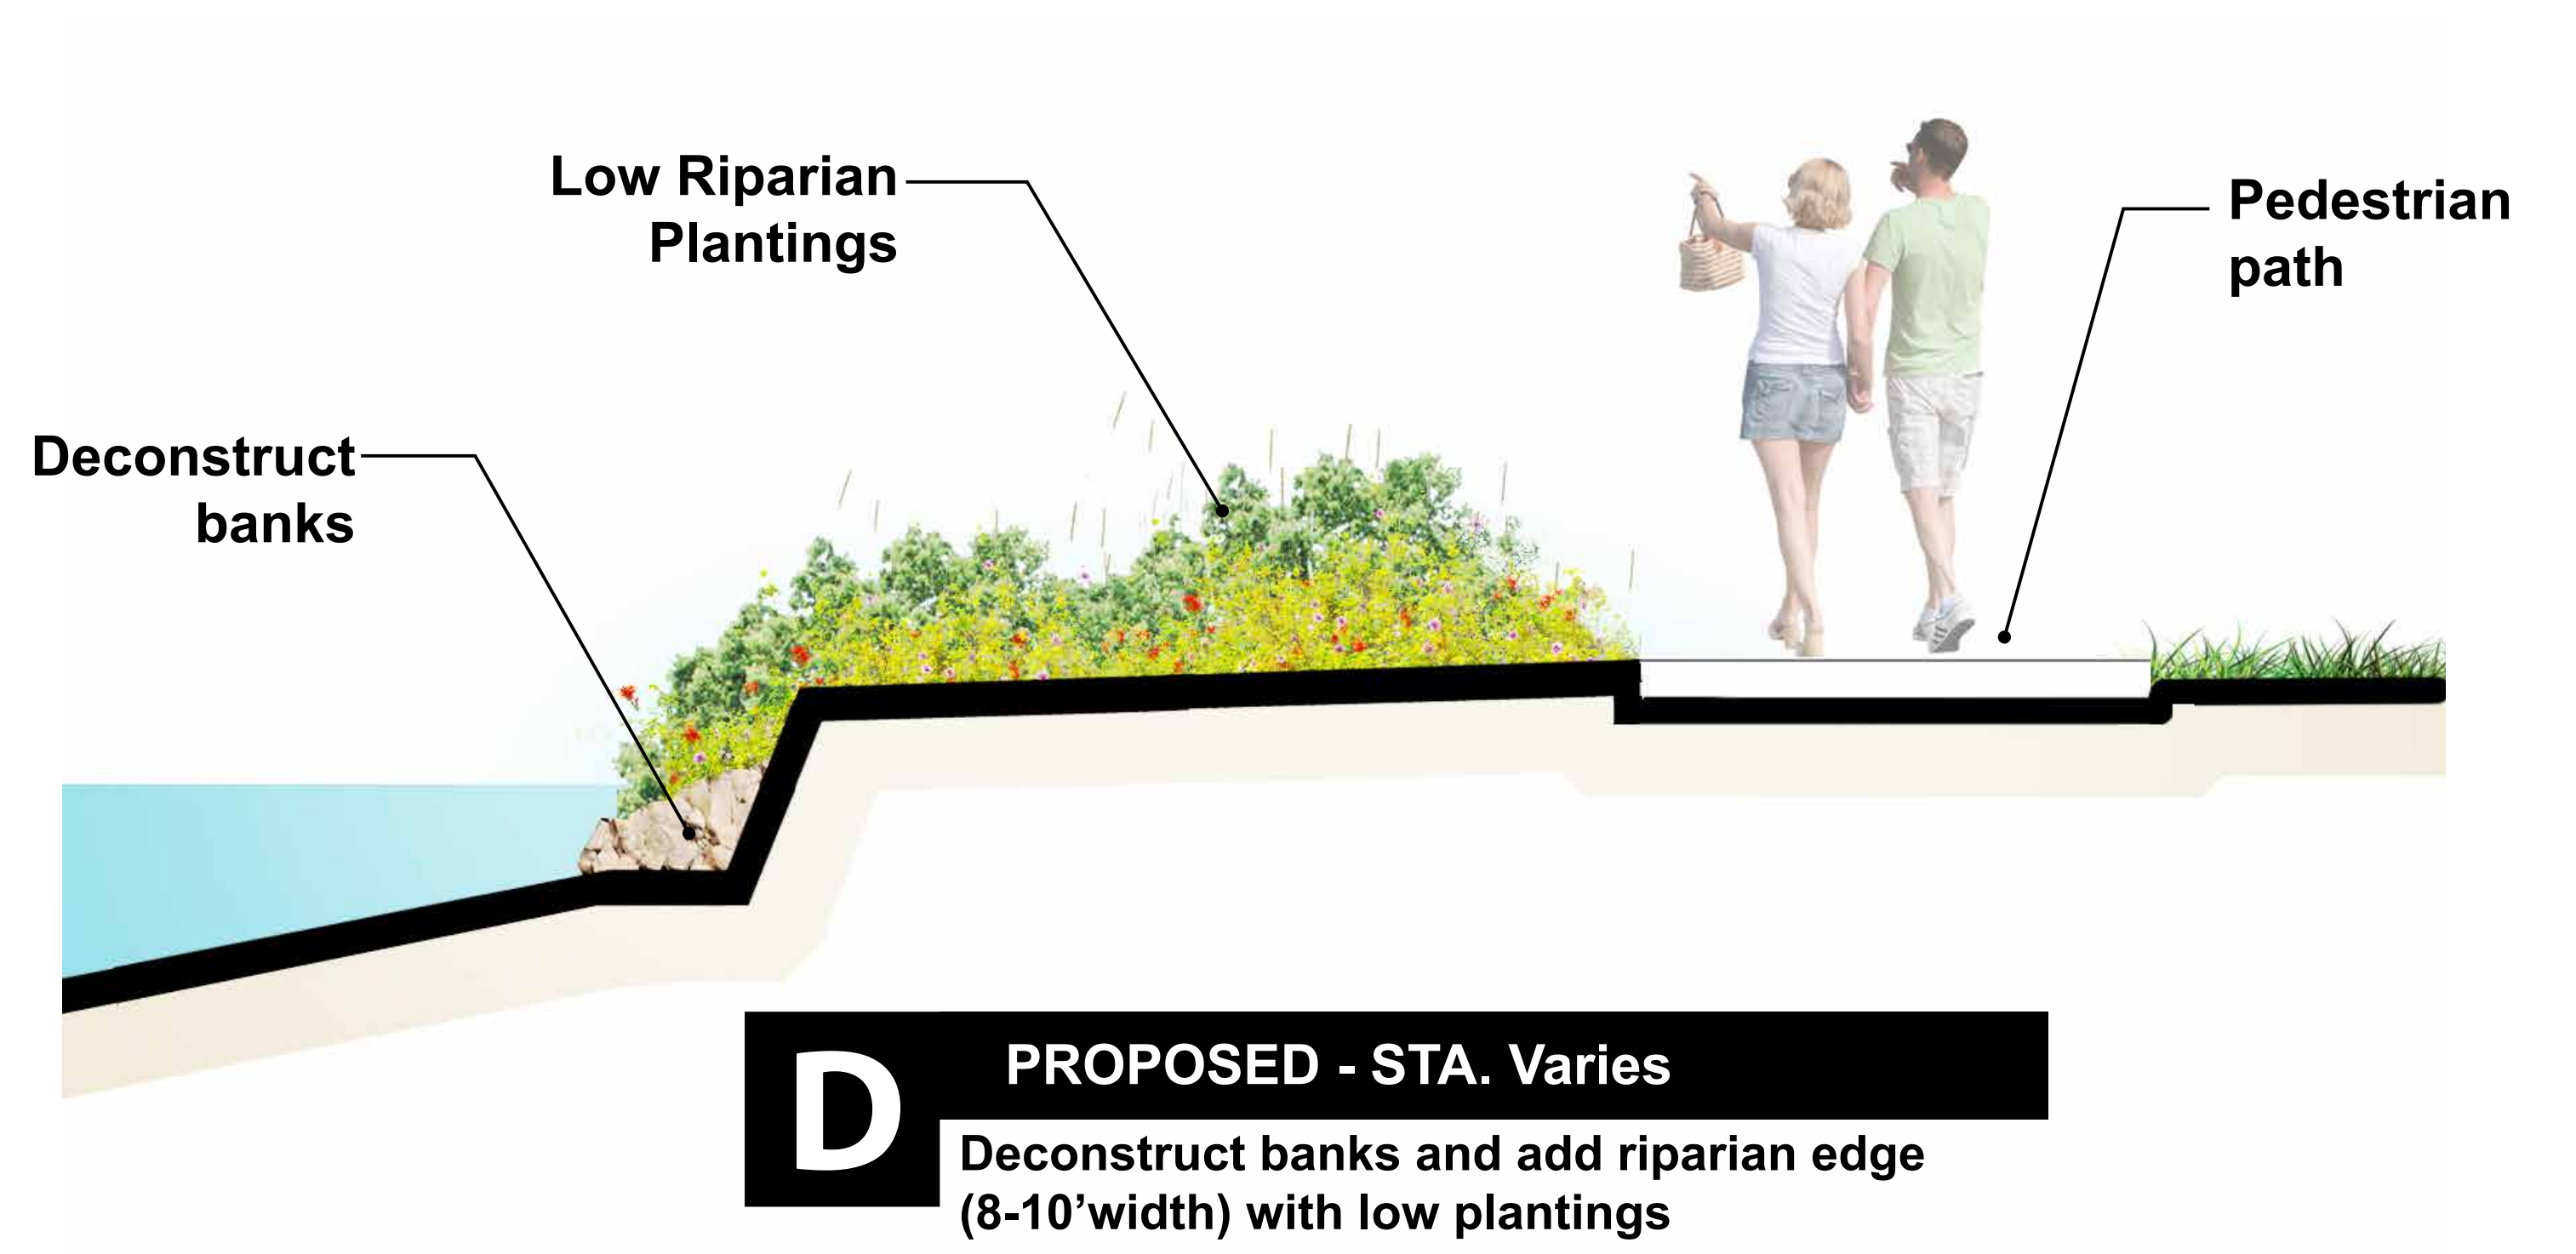 Low Riparian
Plantings
Pedestrian
path
Deconstruct
banks
D
PROPOSED - STA. Varies
Deconstruct banks and add riparian edge
(8-10’width) with low plantings